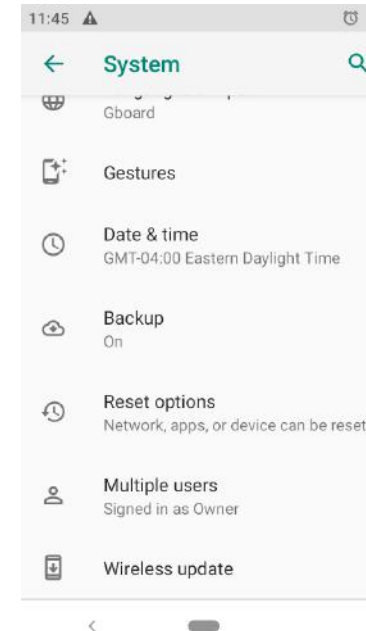 11:45
System
Gboard
Gestures
Date & time
GMT-04:00 Eastern Daylight Time
Backup
On
Reset options
Network, apps, or device can be reset
Multiple users
Signed in as Owner
Wireless update